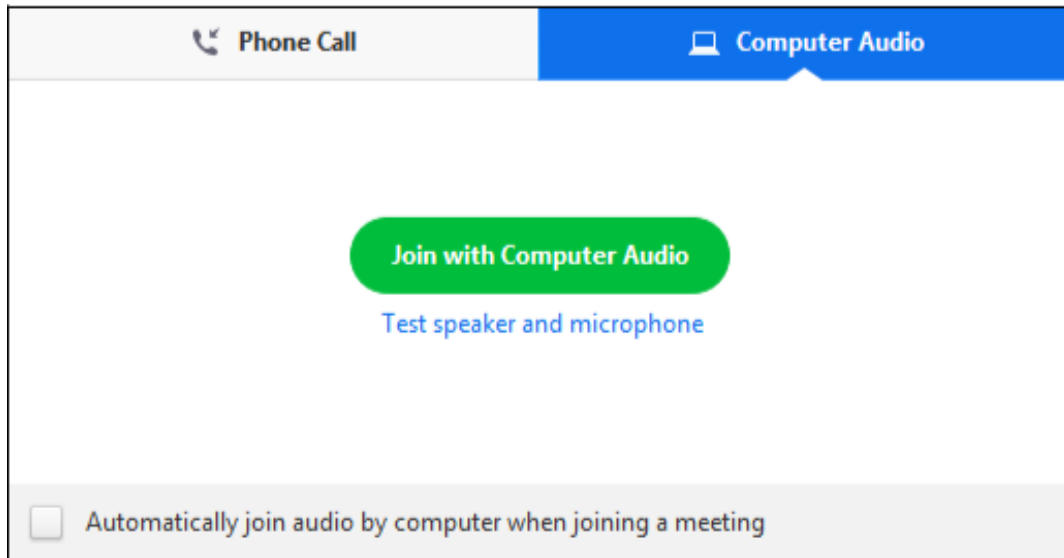 Phone Call
Computer Audio
Join with Computer Audio
Test speaker and microphone
Automatically join audio by computer when joining a meeting